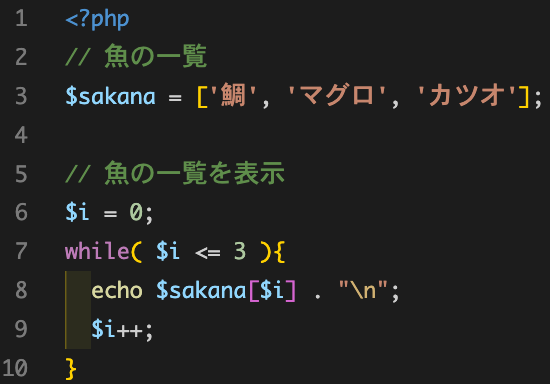 1 <?php
2 // 魚の一覧
3 $sakana = ['鯛', 'マグロ', 'カツオ'];
4
5 // 魚の一覧を表示
6 $i = 0;
7 while( $i <= 3 ){
8   echo $sakana[$i] . "\n";
9   $i++;
10 }